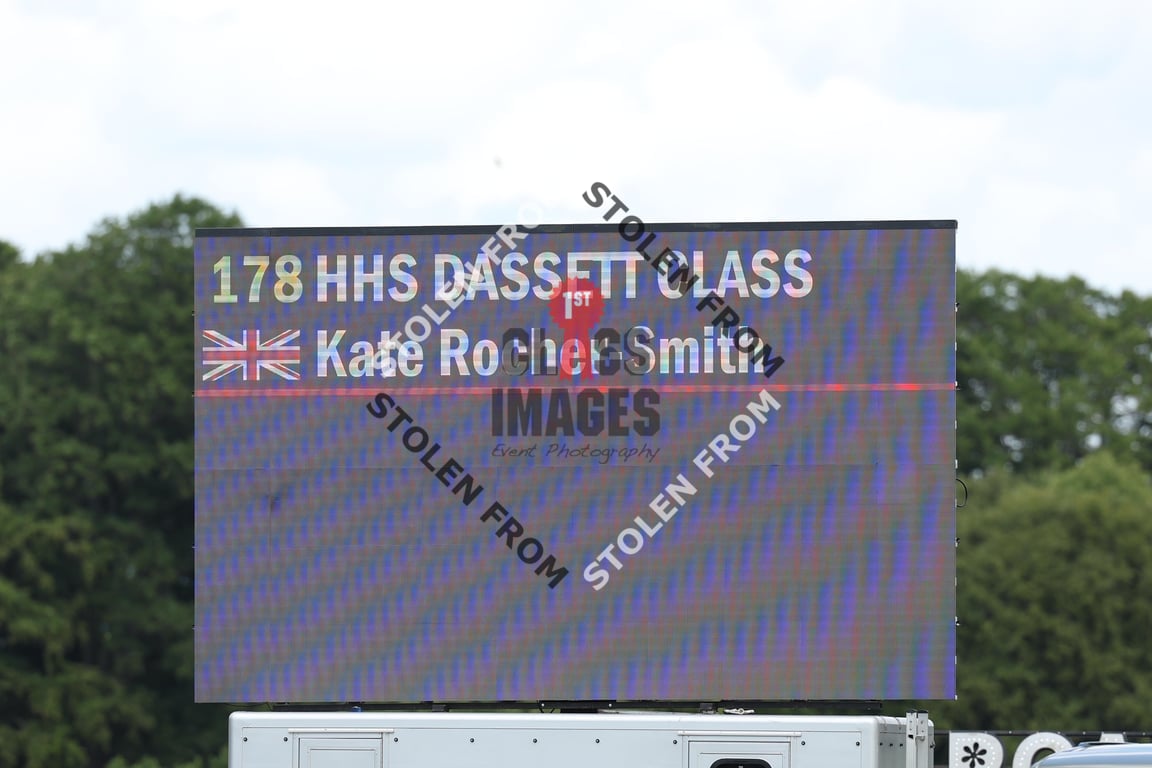 178 HHS DASSETT CLASS
Kate Rocher-Smith
1ST
CLASS
IMAGES
Event Photography
STOLEN FROM
STOLEN FROM
STOLEN FROM
STOLEN FROM